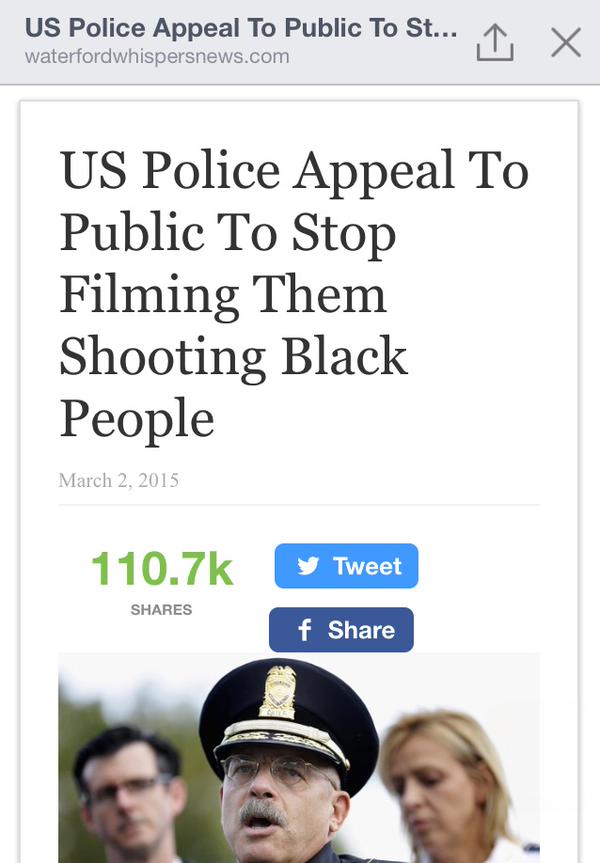 US Police Appeal To Public To St...
waterfordwhispersnews.com
US Police Appeal To
Public To Stop
Filming Them
Shooting Black
People
March 2, 2015
110.7k
SHARES
Tweet
Share